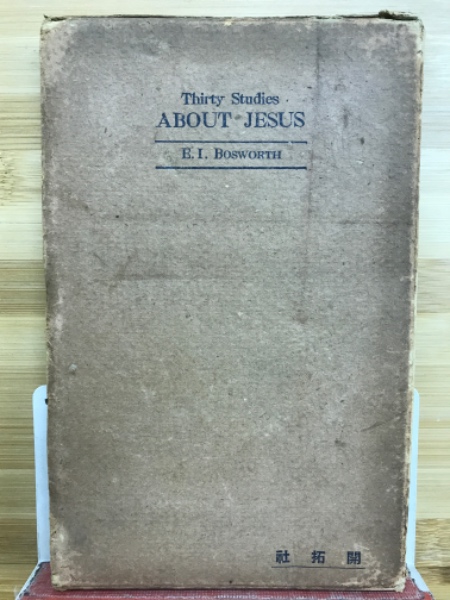 Thirty Studies
ABOUT JESUS
E. I. BOSWORTH
社拓開